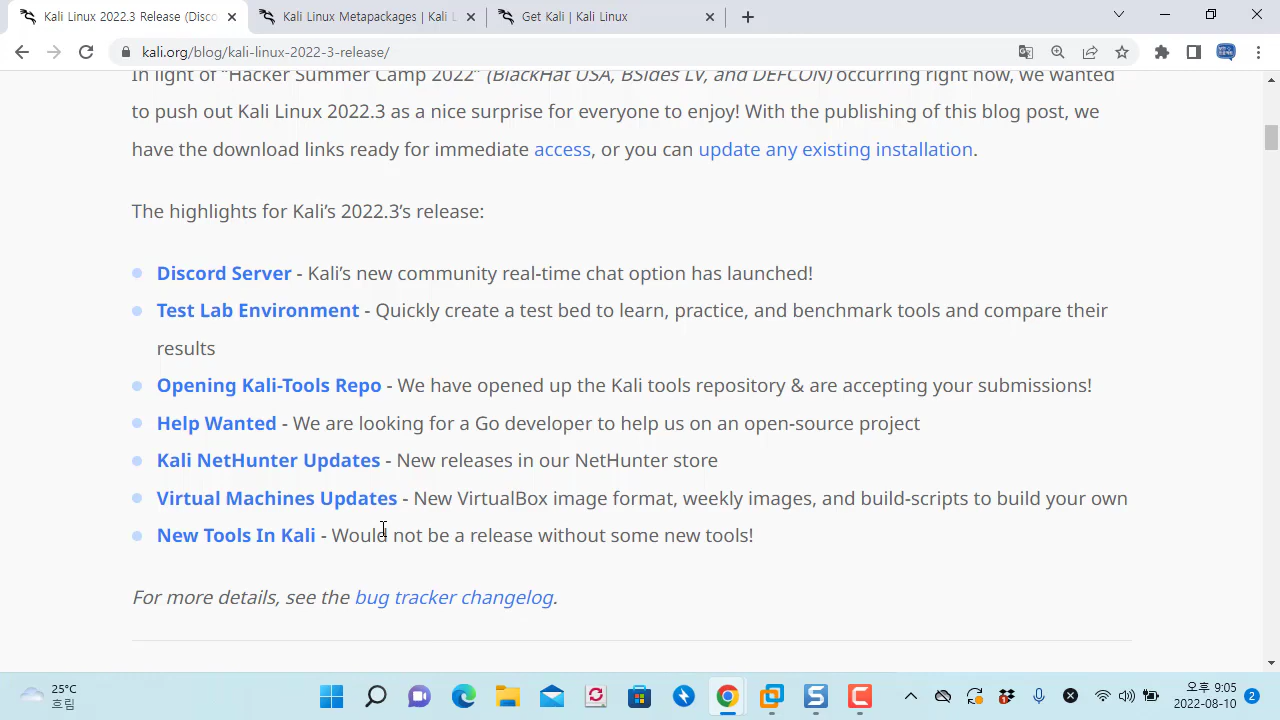 Kali Linux 2022.3 Release (Disco
Kali Linux Metapackages | Kali L
Get Kali | Kali Linux
kali.org/blog/kali-linux-2022-3-release/
In light of "Hacker Summer Camp 2022" (BlackHat USA, BSides LV, and DEFCON) occurring right now, we wanted
to push out Kali Linux 2022.3 as a nice surprise for everyone to enjoy! With the publishing of this blog post, we
have the download links ready for immediate access, or you can update any existing installation.
The highlights for Kali's 2022.3's release:
Discord Server - Kali's new community real-time chat option has launched!
Test Lab Environment - Quickly create a test bed to learn, practice, and benchmark tools and compare their
results
Opening Kali-Tools Repo - We have opened up the Kali tools repository & are accepting your submissions!
Help Wanted - We are looking for a Go developer to help us on an open-source project
Kali NetHunter Updates - New releases in our NetHunter store
Virtual Machines Updates - New VirtualBox image format, weekly images, and build-scripts to build your own
New Tools In Kali - Would not be a release without some new tools!
For more details, see the bug tracker changelog.
25°C
흐림
오후 9:05
2022-08-10
2